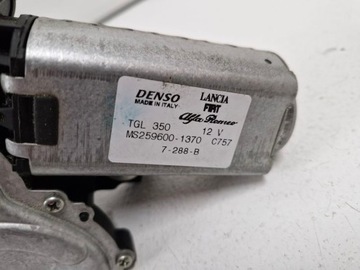 DENSO
MADE IN ITALY
LANCIA
FIAT
Alfa Romeo
TGL 350 12 V
MS259600-1370 C757
7-288-B